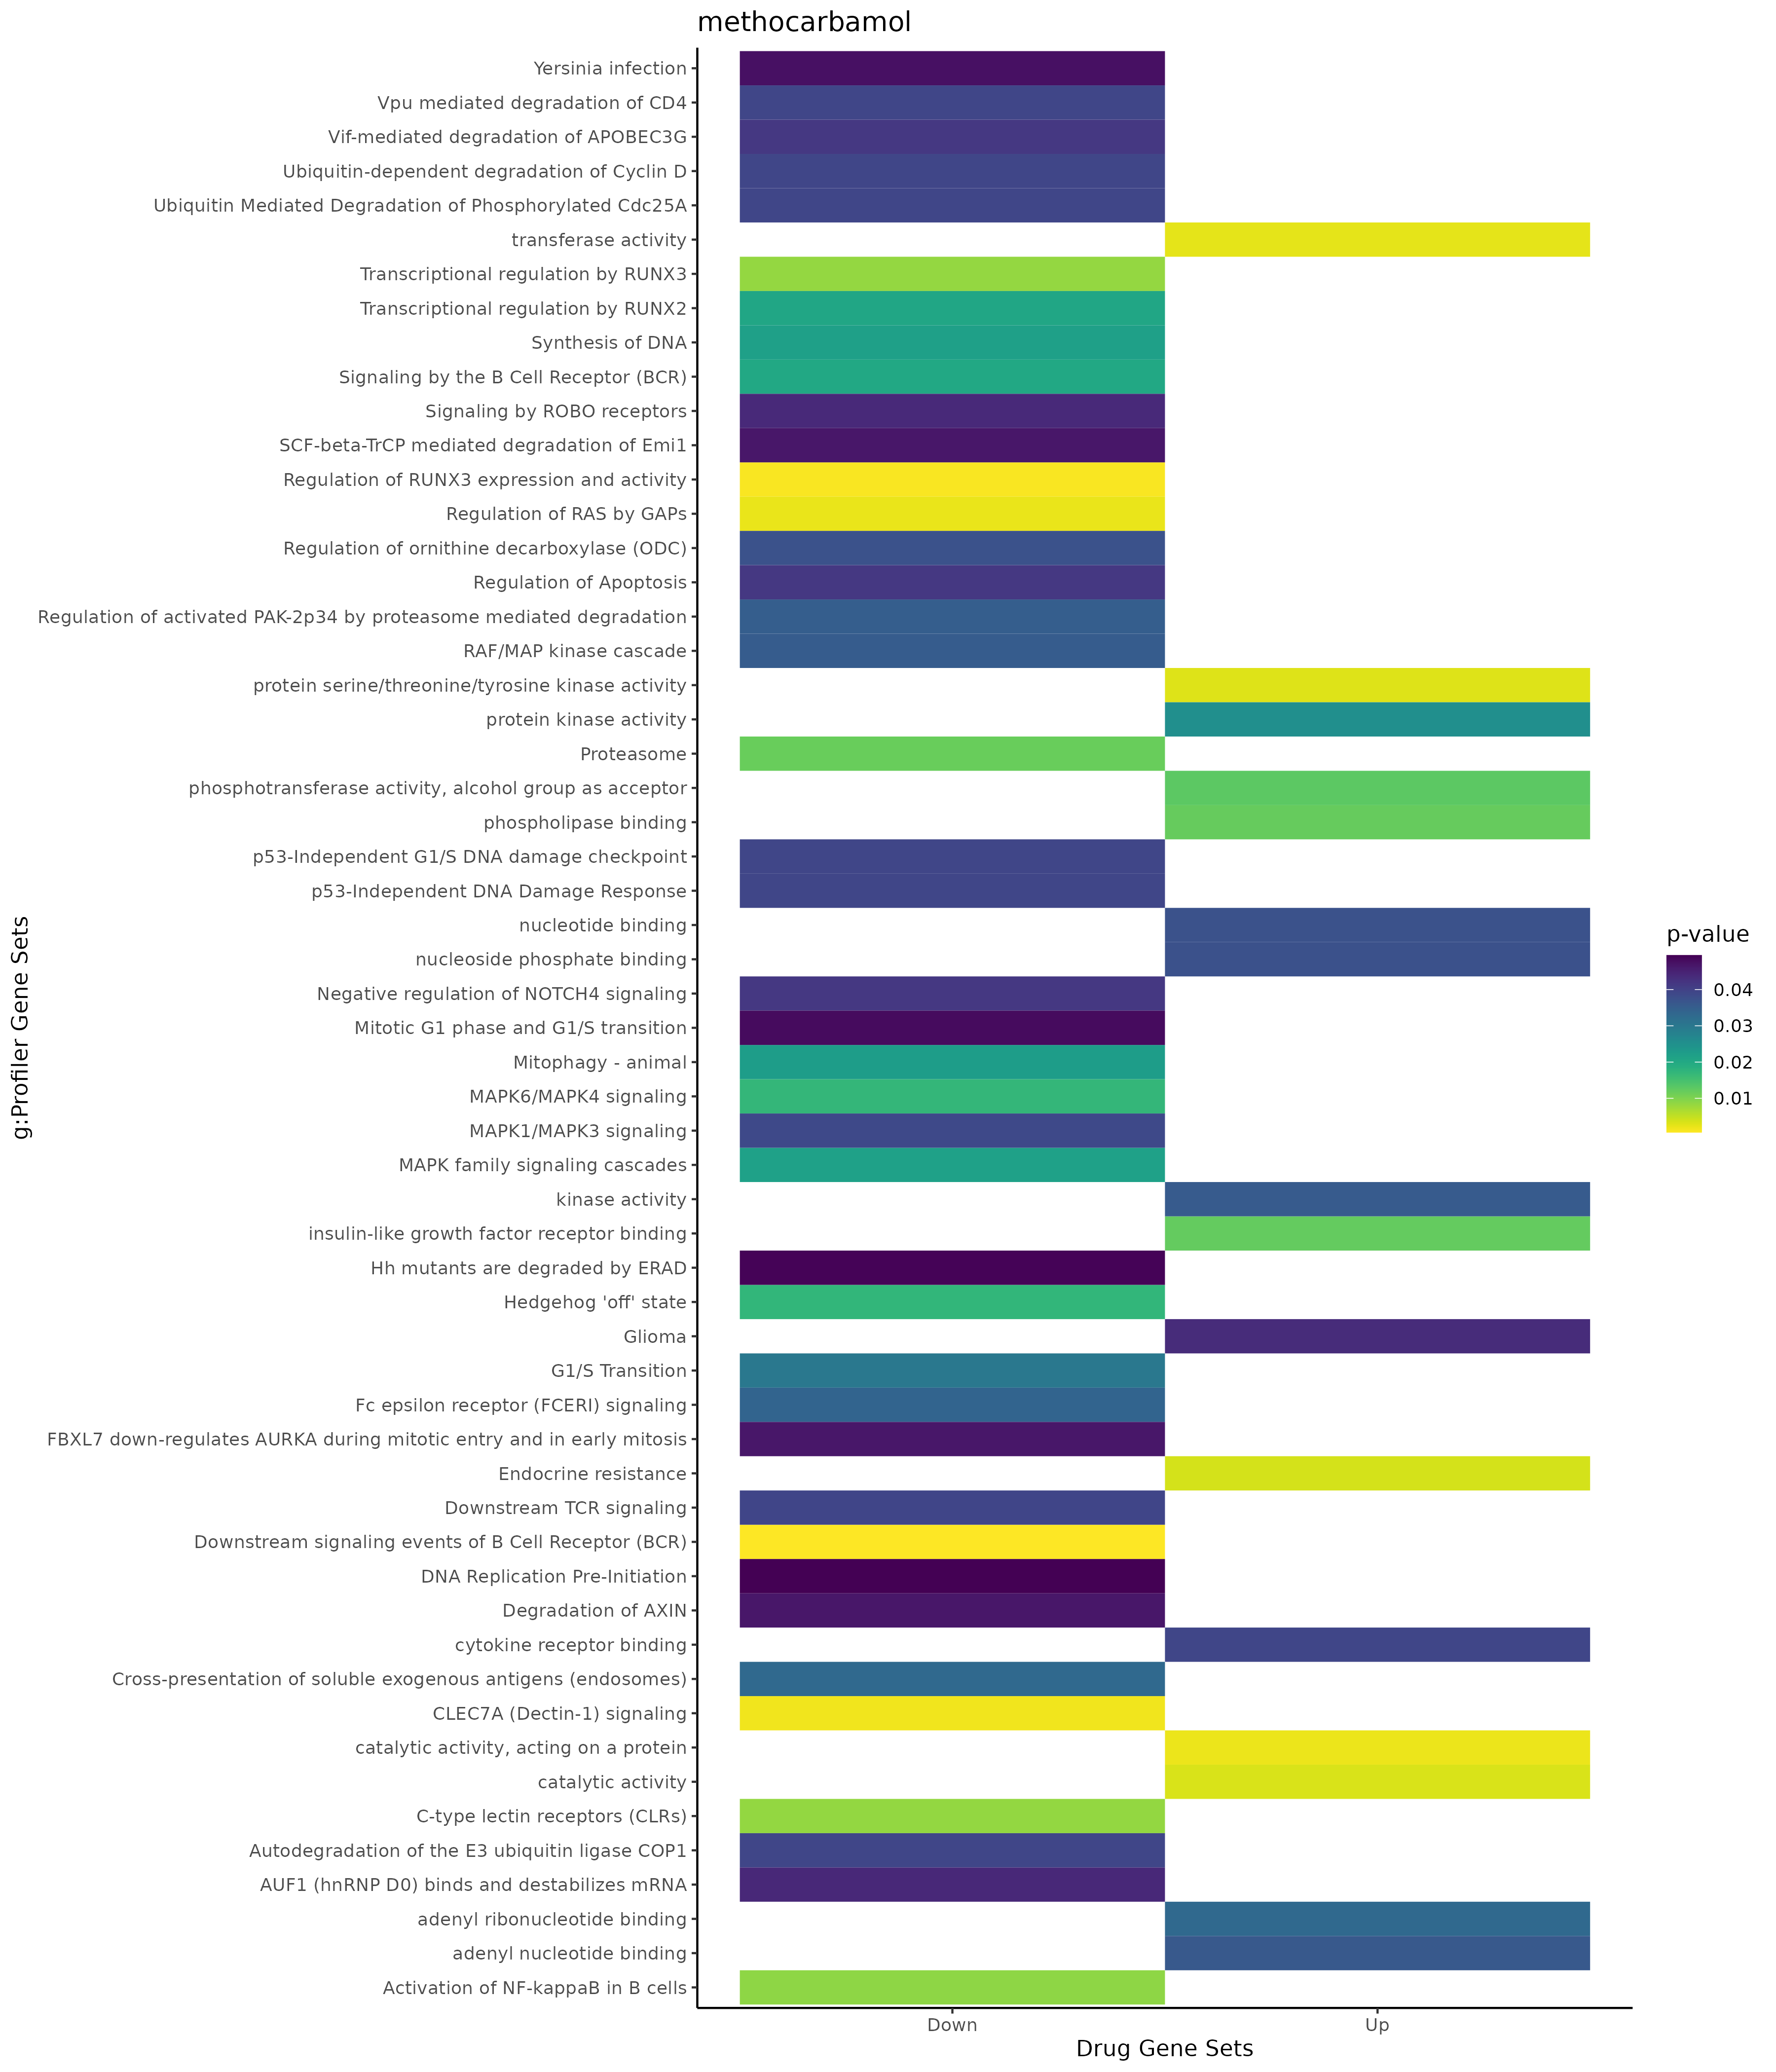 methocarbamol
Yersinia infection
Vpu mediated degradation of CD4
Vif-mediated degradation of APOBEC3G
Ubiquitin-dependent degradation of Cyclin D
Ubiquitin Mediated Degradation of Phosphorylated Cdc25A
transferase activity
Transcriptional regulation by RUNX3
Transcriptional regulation by RUNX2
Synthesis of DNA
Signaling by the B Cell Receptor (BCR)
Signaling by ROBO receptors
SCF-beta-TrCP mediated degradation of Emi1
Regulation of RUNX3 expression and activity
Regulation of RAS by GAPs
Regulation of ornithine decarboxylase (ODC)
Regulation of Apoptosis
Regulation of activated PAK-2p34 by proteasome mediated degradation
RAF/MAP kinase cascade
protein serine/threonine/tyrosine kinase activity
protein kinase activity
Proteasome
phosphotransferase activity, alcohol group as acceptor
phospholipase binding
p53-Independent G1/S DNA damage checkpoint
p53-Independent DNA Damage Response
nucleotide binding
nucleoside phosphate binding
Negative regulation of NOTCH4 signaling
Mitotic G1 phase and G1/S transition
Mitophagy - animal
MAPK6/MAPK4 signaling
MAPK1/MAPK3 signaling
MAPK family signaling cascades
kinase activity
insulin-like growth factor receptor binding
Hh mutants are degraded by ERAD
Hedgehog 'off' state
Glioma
G1/S Transition
Fc epsilon receptor (FCERI) signaling
FBXL7 down-regulates AURKA during mitotic entry and in early mitosis
Endocrine resistance
Downstream TCR signaling
Downstream signaling events of B Cell Receptor (BCR)
DNA Replication Pre-Initiation
Degradation of AXIN
cytokine receptor binding
Cross-presentation of soluble exogenous antigens (endosomes)
CLEC7A (Dectin-1) signaling
catalytic activity, acting on a protein
catalytic activity
C-type lectin receptors (CLRs)
Autodegradation of the E3 ubiquitin ligase COP1
AUF1 (hnRNP D0) binds and destabilizes mRNA
adenyl ribonucleotide binding
adenyl nucleotide binding
Activation of NF-kappaB in B cells
g:Profiler Gene Sets
Down
Up
Drug Gene Sets
p-value
0.04
0.03
0.02
0.01